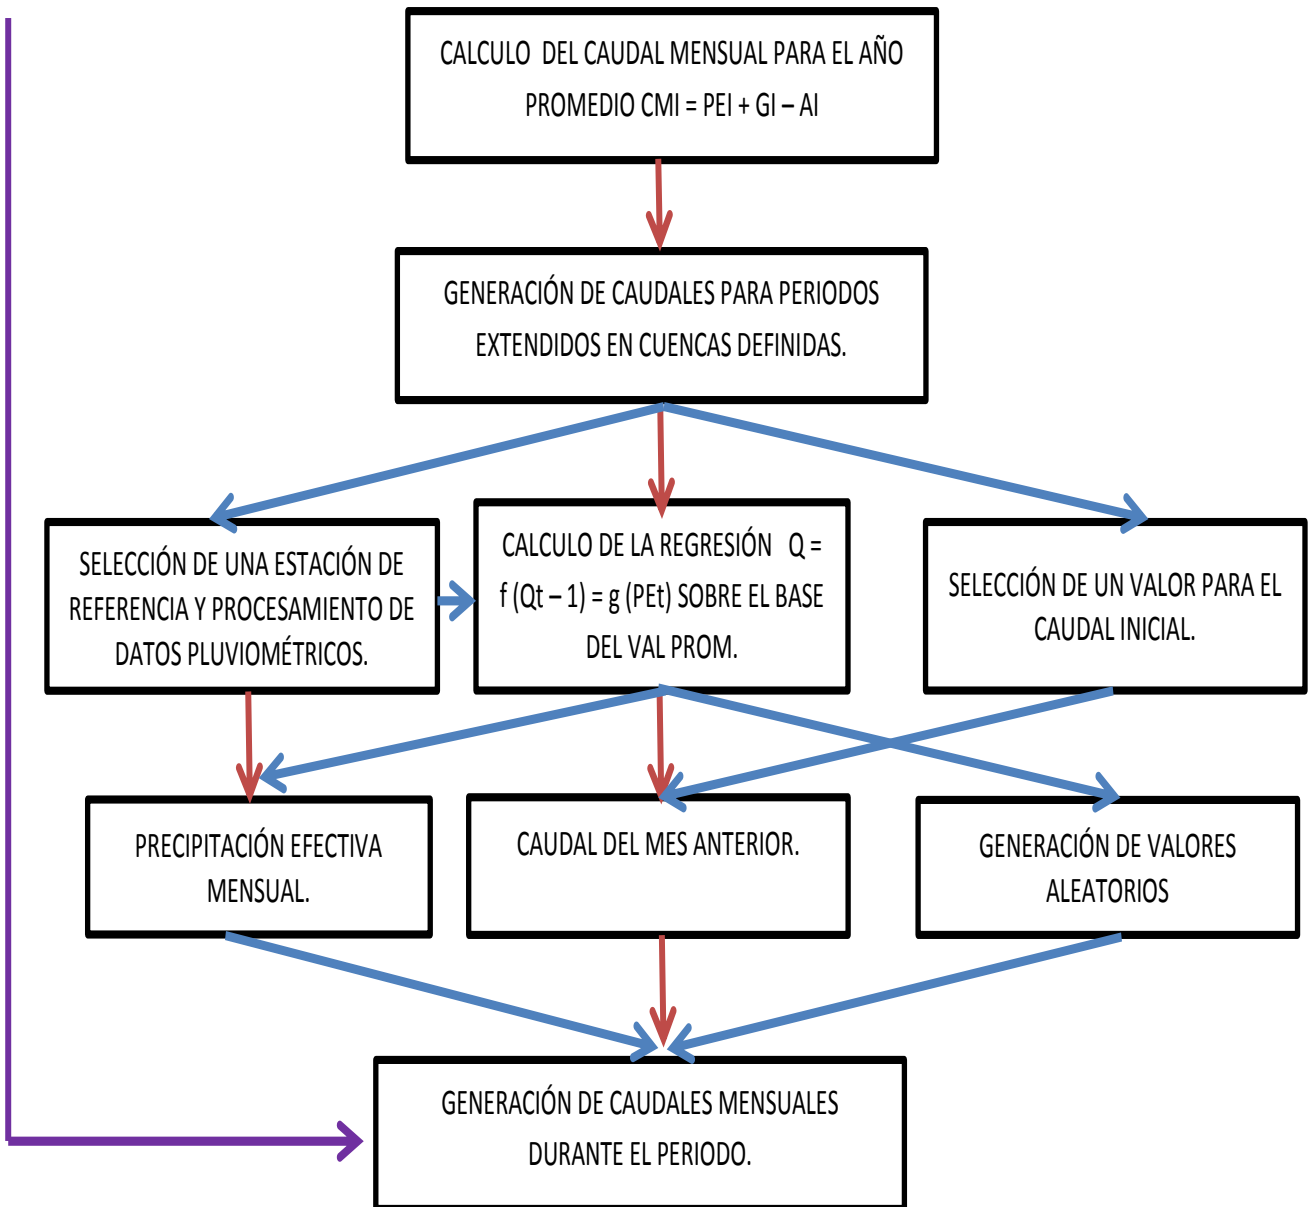 CALCULO DEL CAUDAL MENSUAL PARA EL AÑO
PROMEDIO CMI = PEI + GI – AI
GENERACIÓN DE CAUDALES PARA PERIODOS
EXTENDIDOS EN CUENCAS DEFINIDAS.
SELECCIÓN DE UNA ESTACIÓN DE
REFERENCIA Y PROCESAMIENTO DE
DATOS PLUVIOMÉTRICOS.
CALCULO DE LA REGRESIÓN Q =
f (Qt – 1) = g (PEt) SOBRE EL BASE
DEL VAL PROM.
SELECCIÓN DE UN VALOR PARA EL
CAUDAL INICIAL.
PRECIPITACIÓN EFECTIVA
MENSUAL.
CAUDAL DEL MES ANTERIOR.
GENERACIÓN DE VALORES
ALEATORIOS
GENERACIÓN DE CAUDALES MENSUALES
DURANTE EL PERIODO.